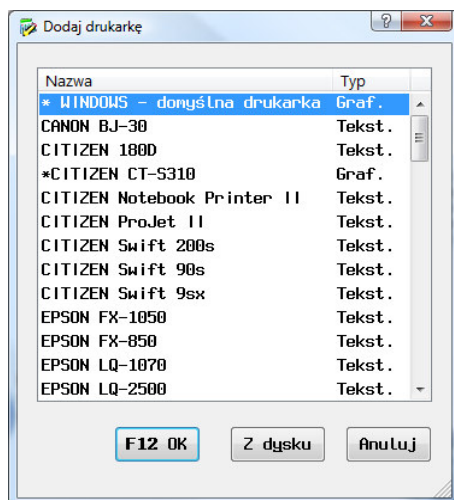 Dodaj drukarkę
Nazwa Typ
* WINDOWS - domyślna drukarka Graf.
CANON BJ-30 Tekst.
CITIZEN 180D Tekst.
*CITIZEN CT-S310 Graf.
CITIZEN Notebook Printer II Tekst.
CITIZEN ProJet II Tekst.
CITIZEN Swift 200s Tekst.
CITIZEN Swift 90s Tekst.
CITIZEN Swift 9sx Tekst.
EPSON FX-1050 Tekst.
EPSON FX-850 Tekst.
EPSON LQ-1070 Tekst.
EPSON LQ-2500 Tekst.
F12 OK Z dysku Anuluj